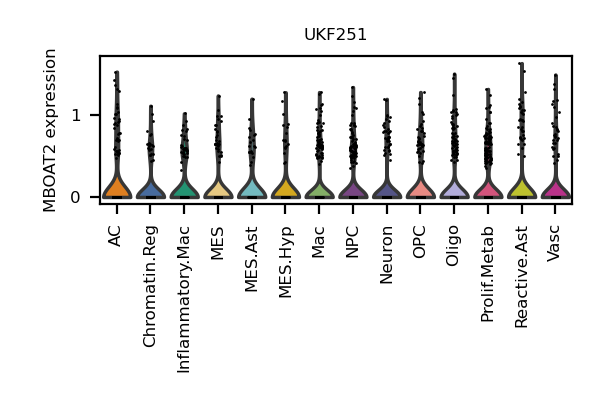 UKF251
MBOAT2 expression
1
0
AC
Chromatin.Reg
Inflammatory.Mac
MES
MES.Ast
MES.Hyp
Mac
NPC
Neuron
OPC
Oligo
Prolif.Metab
Reactive.Ast
Vasc